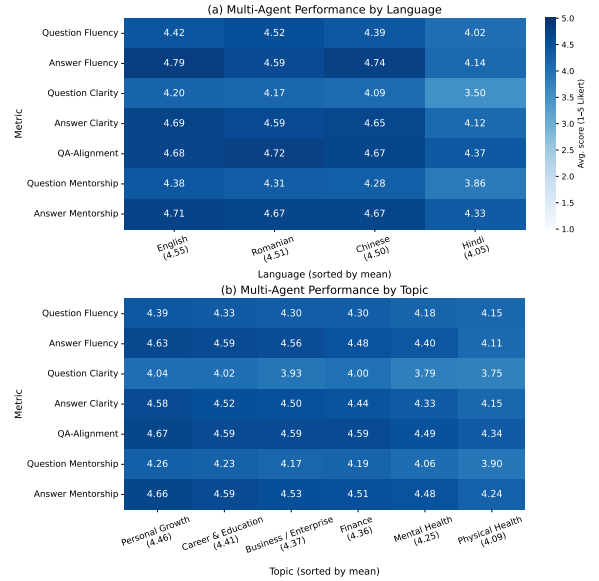 (a) Multi-Agent Performance by Language
Question Fluency 4.42 4.52 4.39 4.02
Answer Fluency 4.79 4.59 4.74 4.14
Question Clarity 4.20 4.17 4.09 3.50
Answer Clarity 4.69 4.59 4.65 4.12
QA-Alignment 4.68 4.72 4.67 4.37
Question Mentorship 4.38 4.31 4.28 3.86
Answer Mentorship 4.71 4.67 4.67 4.33
Metric
English (4.55)
Romanian (4.51)
Chinese (4.50)
Hindi (4.05)
Language (sorted by mean)
5.0
4.5
4.0
3.5
3.0
2.5
2.0
1.5
1.0
Avg. score (1–5 Likert)
(b) Multi-Agent Performance by Topic
Question Fluency 4.39 4.33 4.30 4.30 4.18 4.15
Answer Fluency 4.63 4.59 4.56 4.48 4.40 4.11
Question Clarity 4.04 4.02 3.93 4.00 3.79 3.75
Answer Clarity 4.58 4.52 4.50 4.44 4.33 4.15
QA-Alignment 4.67 4.59 4.59 4.59 4.49 4.34
Question Mentorship 4.26 4.23 4.17 4.19 4.06 3.90
Answer Mentorship 4.66 4.59 4.53 4.51 4.48 4.24
Metric
Personal Growth (4.46)
Career & Education (4.41)
Business / Enterprise (4.37)
Finance (4.36)
Mental Health (4.25)
Physical Health (4.09)
Topic (sorted by mean)